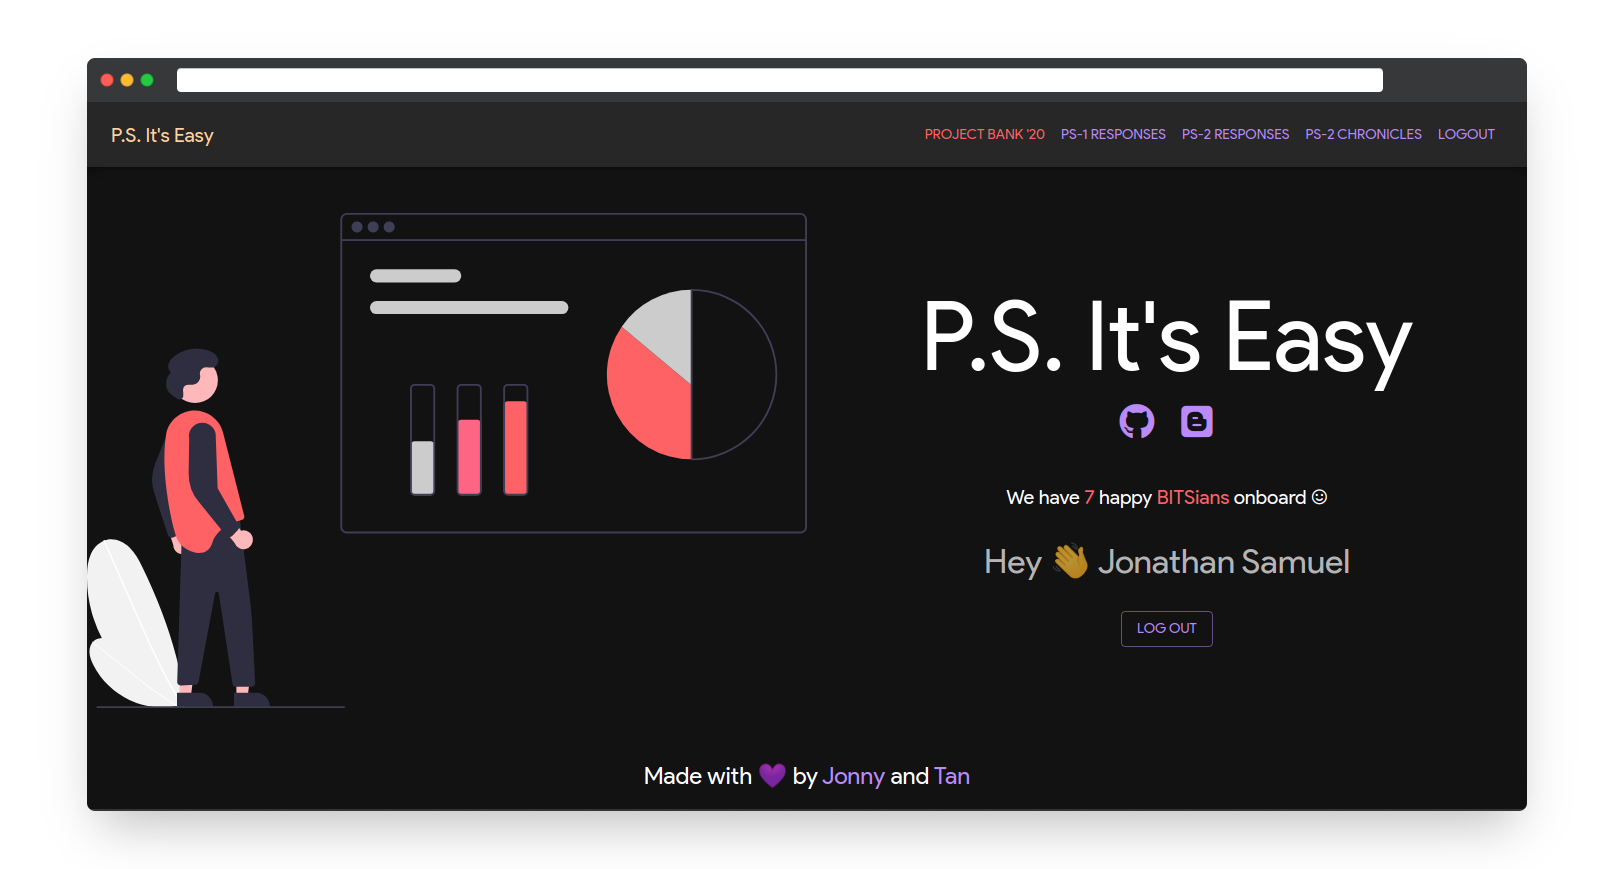 P.S. It's Easy
PROJECT BANK '20 PS-1 RESPONSES PS-2 RESPONSES PS-2 CHRONICLES LOGOUT
P.S. It's Easy
We have 7 happy BITSians onboard ☺
Hey 👋 Jonathan Samuel
LOG OUT
Made with 💜 by Jonny and Tan